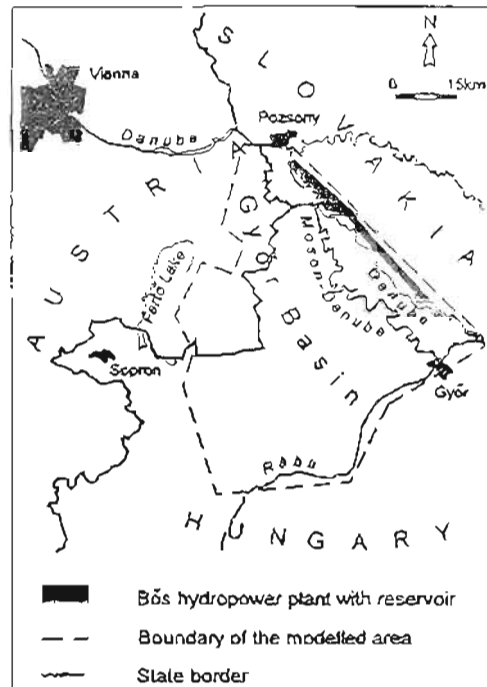 N
SLOVAKIA
Vienna
0 15km
Pozsony
Danube
AUSTRIA
Győr Basin
Fertő Lake
Moson-Danube
Danube
Sopron
Győr
Rába
HUNGARY
Bős hydropower plant with reservoir
Boundary of the modelled area
State border